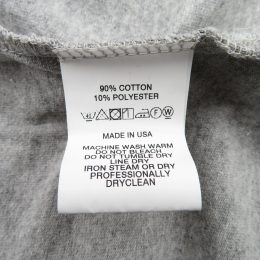 90% COTTON
10% POLYESTER
W
MADE IN USA
MACHINE WASH WARM
DO NOT BLEACH
DO NOT TUMBLE DRY
LINE DRY
IRON STEAM OR DRY
PROFESSIONALLY
DRYCLEAN